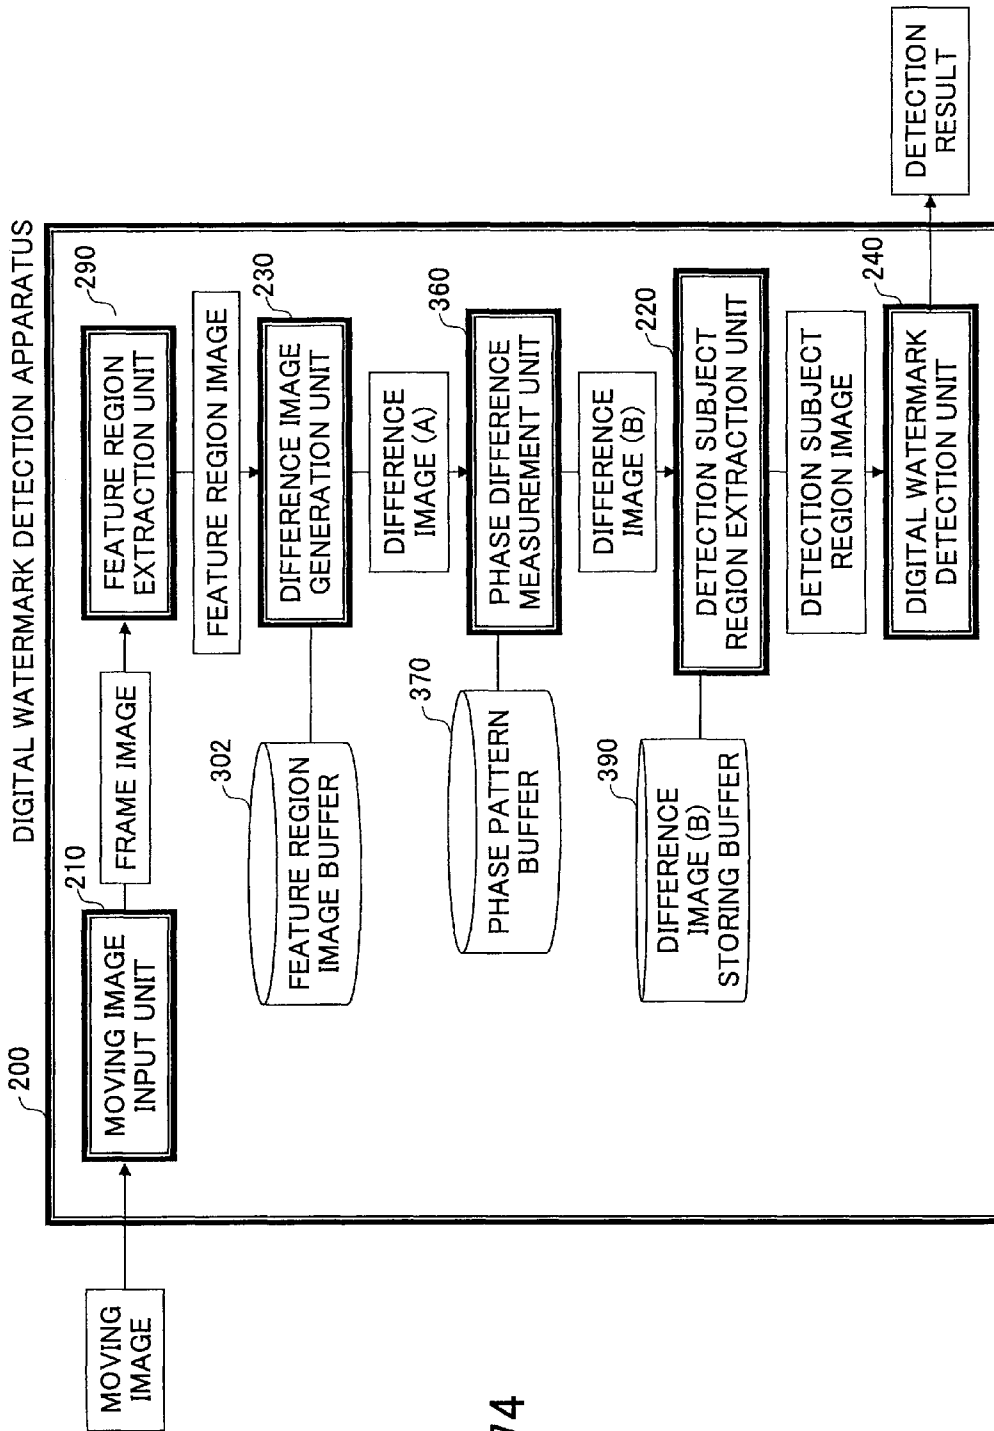 DIGITAL WATERMARK DETECTION APPARATUS
200
MOVING
IMAGE
210
MOVING IMAGE
INPUT UNIT
FRAME IMAGE
290
FEATURE REGION
EXTRACTION UNIT
FEATURE REGION IMAGE
302
FEATURE REGION
IMAGE BUFFER
230
DIFFERENCE IMAGE
GENERATION UNIT
DIFFERENCE
IMAGE (A)
370
PHASE PATTERN
BUFFER
360
PHASE DIFFERENCE
MEASUREMENT UNIT
DIFFERENCE
IMAGE (B)
390
DIFFERENCE
IMAGE (B)
STORING BUFFER
220
DETECTION SUBJECT
REGION EXTRACTION UNIT
DETECTION SUBJECT
REGION IMAGE
240
DIGITAL WATERMARK
DETECTION UNIT
DETECTION
RESULT